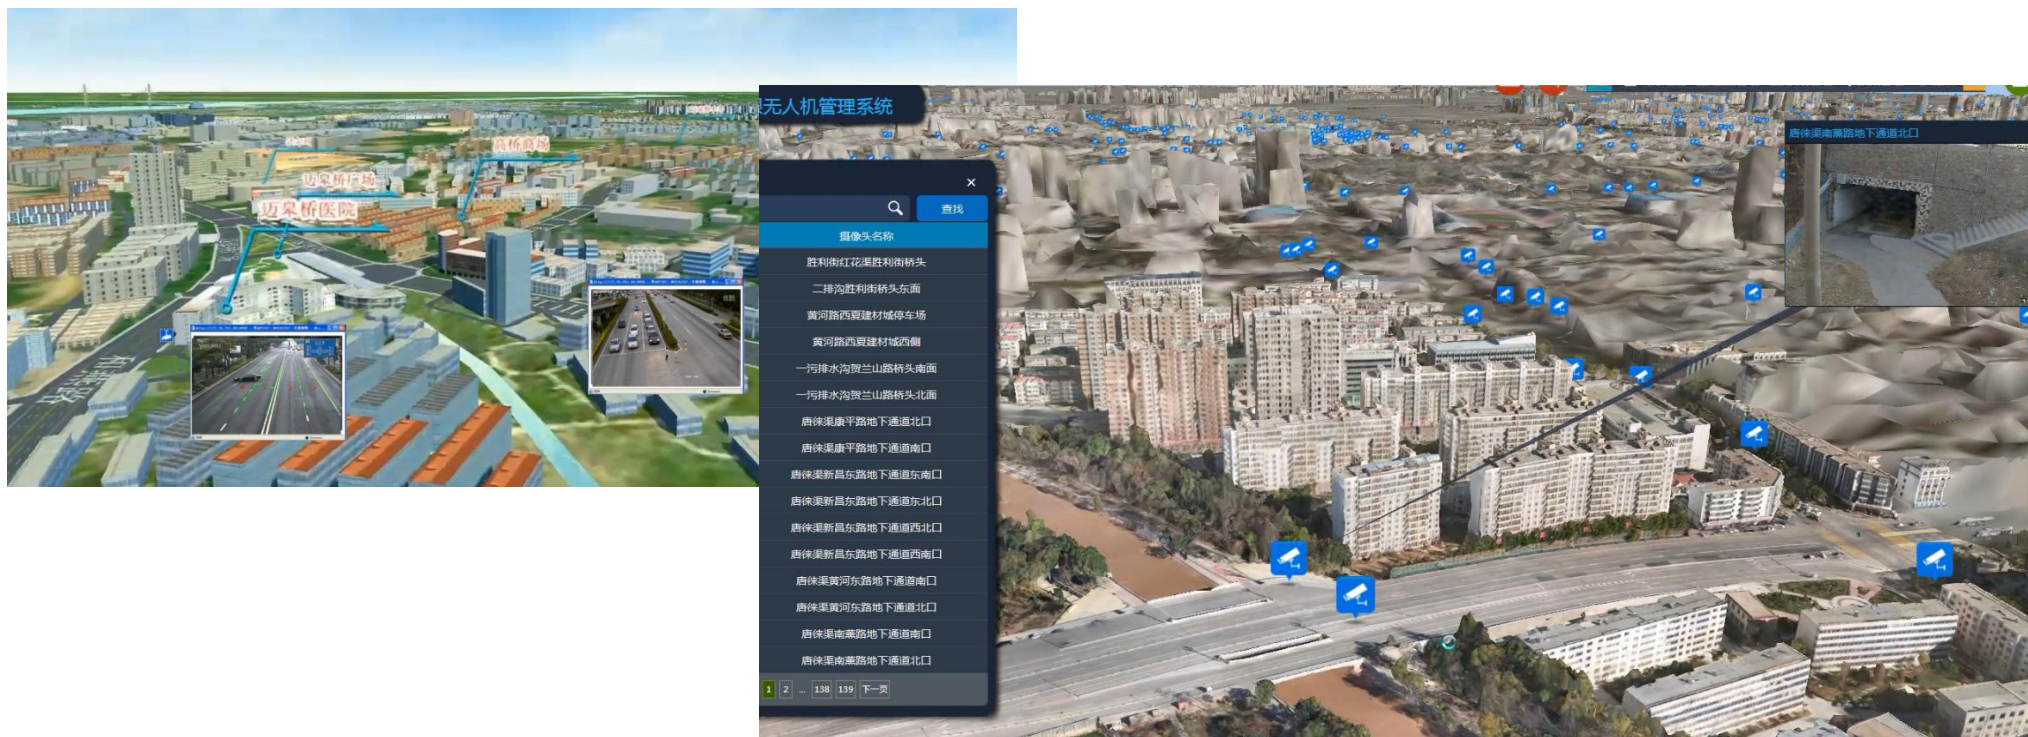 高桥商场
迈皋桥广场
迈皋桥医院
无人机管理系统
查找
摄像头名称
胜利街红花渠胜利街桥头
二排沟胜利街桥头东面
黄河路西夏建材城停车场
黄河路西夏建材城西侧
一污排水沟贺兰山路桥头南面
一污排水沟贺兰山路桥头北面
唐徕渠康平路地下通道北口
唐徕渠康平路地下通道南口
唐徕渠新昌东路地下通道东南口
唐徕渠新昌东路地下通道东北口
唐徕渠新昌东路地下通道西北口
唐徕渠新昌东路地下通道西南口
唐徕渠黄河东路地下通道南口
唐徕渠黄河东路地下通道北口
唐徕渠南薰路地下通道南口
唐徕渠南薰路地下通道北口
1 2 ... 138 139 下一页
唐徕渠南薰路地下通道北口